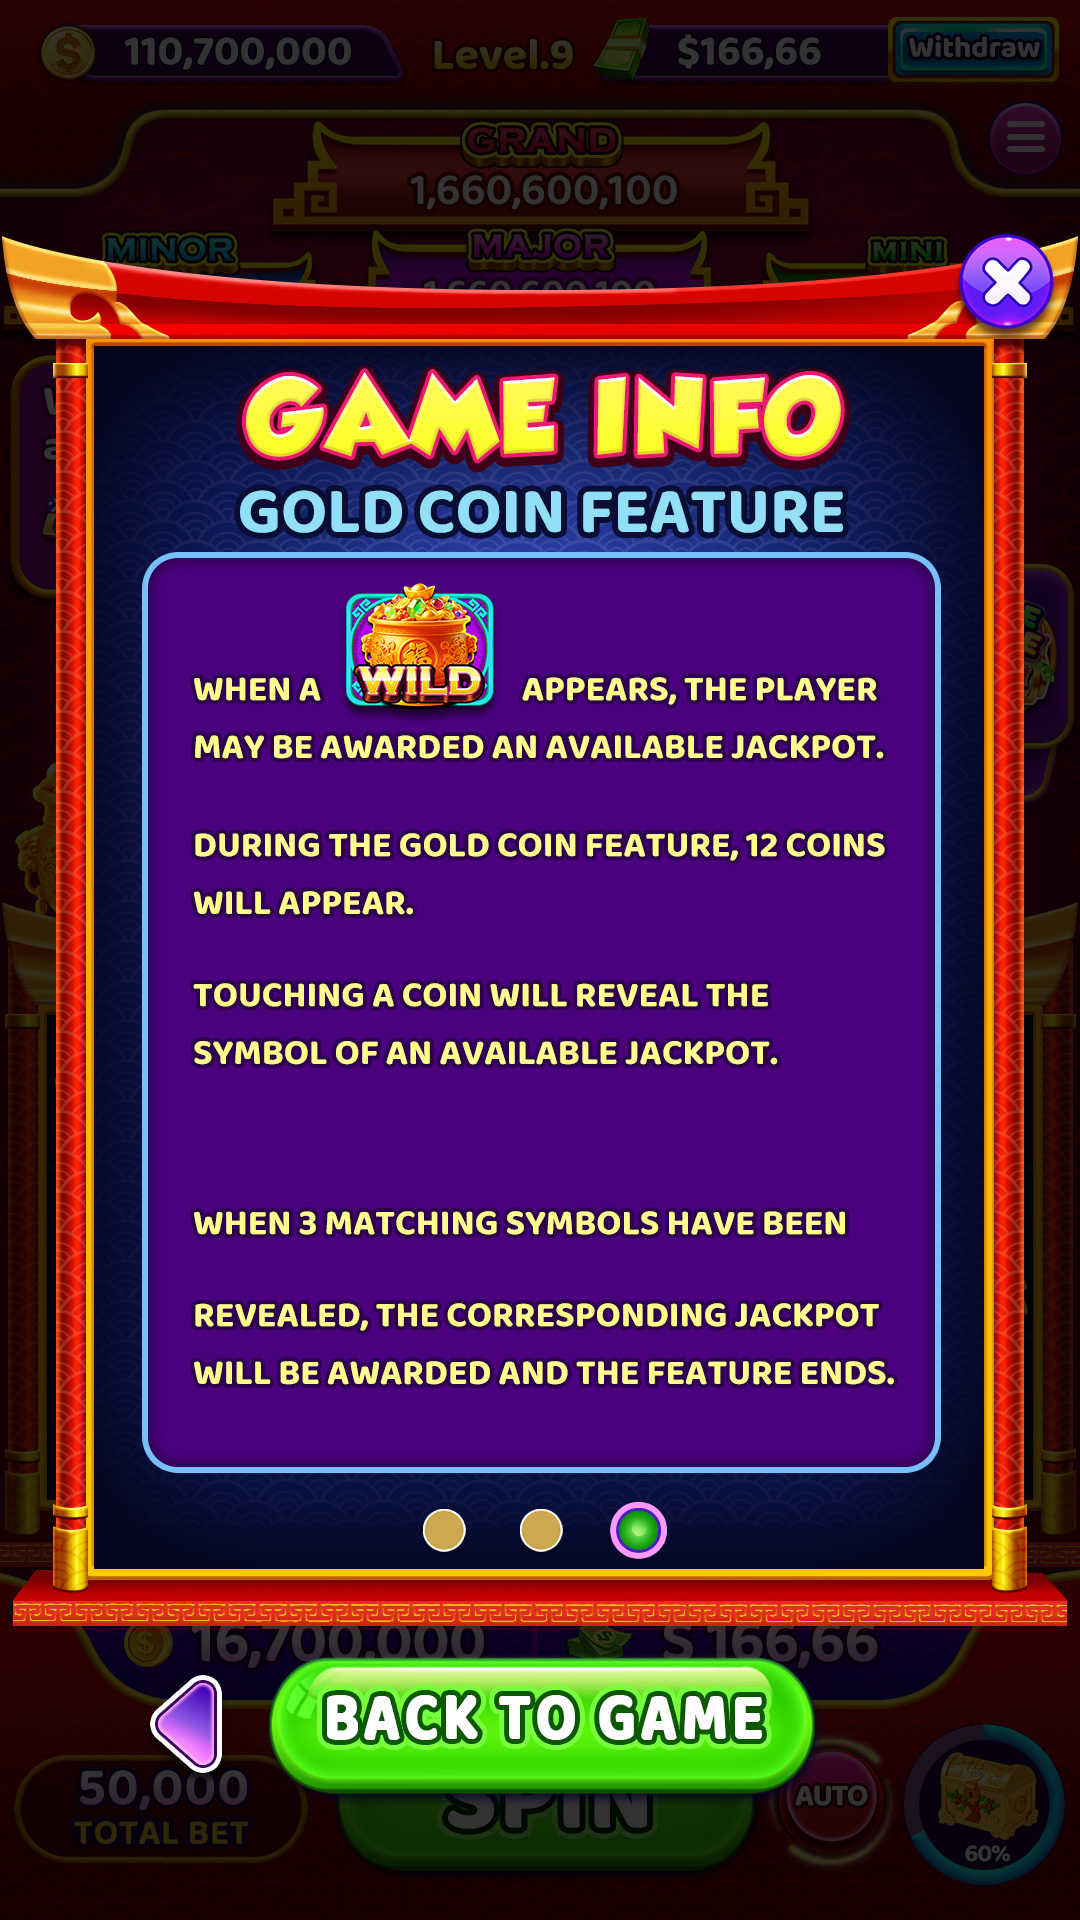 110,700,000
Level.9
$166,66
Withdraw
GRAND
1,660,600,100
MINOR
MAJOR
MINI
GAME INFO
GOLD COIN FEATURE
WHEN A WILD APPEARS, THE PLAYER
MAY BE AWARDED AN AVAILABLE JACKPOT.
DURING THE GOLD COIN FEATURE, 12 COINS
WILL APPEAR.
TOUCHING A COIN WILL REVEAL THE
SYMBOL OF AN AVAILABLE JACKPOT.
WHEN 3 MATCHING SYMBOLS HAVE BEEN
REVEALED, THE CORRESPONDING JACKPOT
WILL BE AWARDED AND THE FEATURE ENDS.
16,700,000
$ 166,66
BACK TO GAME
50,000
TOTAL BET
SPIN
AUTO
60%